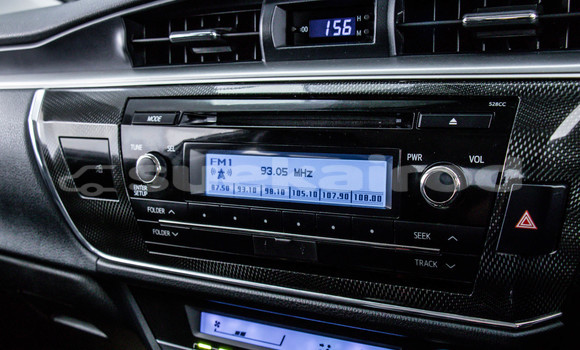 156 H M
MODE
528CC
TUNE SEL
FM1
93.05 MHz
87.50 93.10 98.10 105.10 107.90 108.00
PWR VOL
ENTER
SETUP
FOLDER ∧
FOLDER ∨
SEEK ∧
TRACK ∨